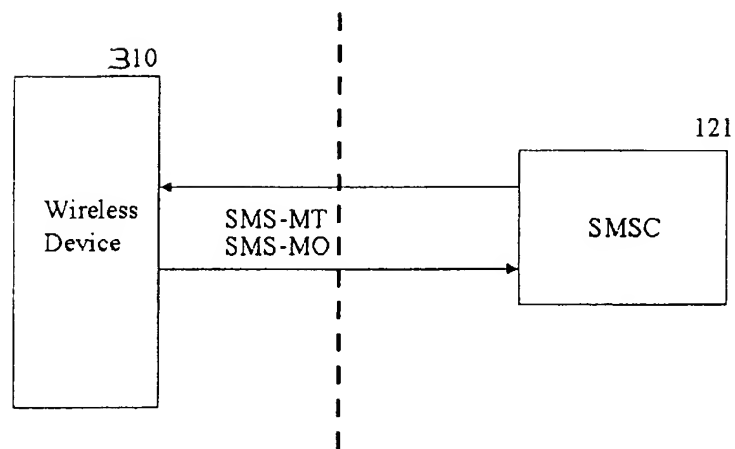 310
121
Wireless
Device
SMS-MT
SMS-MO
SMSC